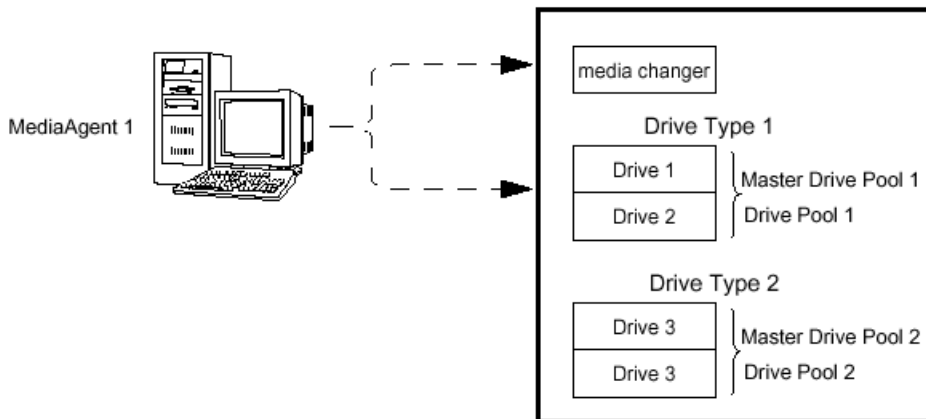 MediaAgent 1
media changer
Drive Type 1
Drive 1
Drive 2
Master Drive Pool 1
Drive Pool 1
Drive Type 2
Drive 3
Drive 3
Master Drive Pool 2
Drive Pool 2